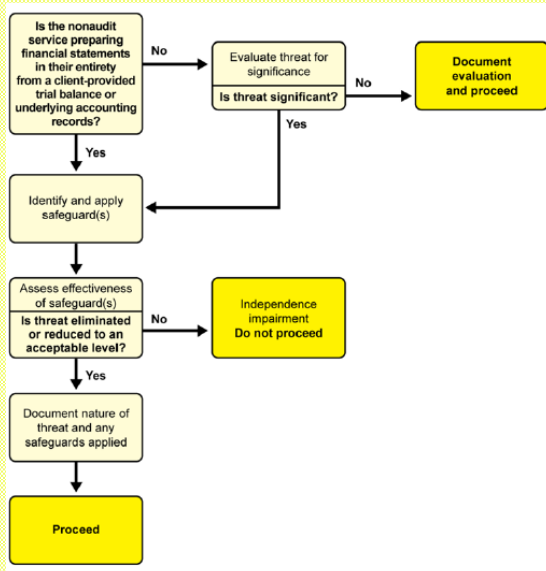 Is the nonaudit
service preparing
financial statements
in their entirety
from a client-provided
trial balance or
underlying accounting
records?
No
Evaluate threat for
significance
Is threat significant?
No
Document
evaluation
and proceed
Yes
Yes
Identify and apply
safeguard(s)
Assess effectiveness
of safeguard(s)
Is threat eliminated
or reduced to an
acceptable level?
No
Independence
impairment
Do not proceed
Yes
Document nature of
threat and any
safeguards applied
Proceed